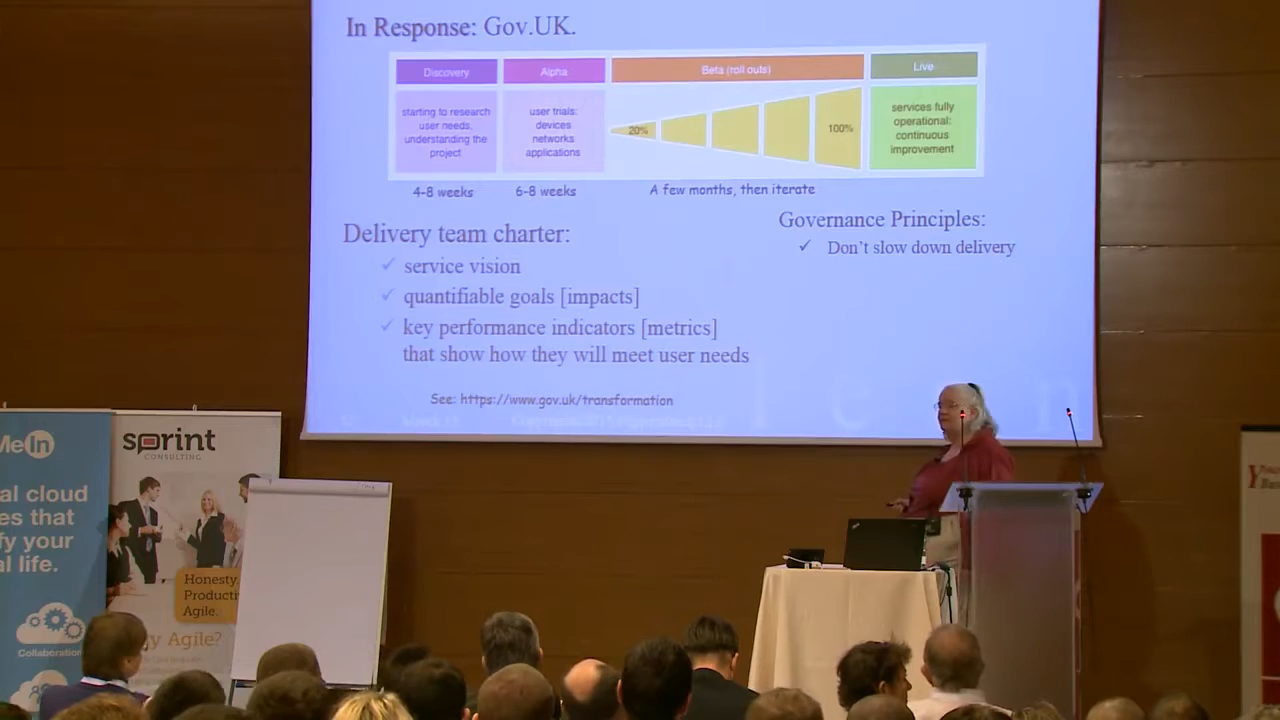 In Response: Gov.UK.
Discovery
Alpha
Beta (roll outs)
Live
starting to research
user needs,
understanding the
project
user trials:
devices
networks
applications
20%
100%
services fully
operational:
continuous
improvement
4-8 weeks
6-8 weeks
A few months, then iterate
Delivery team charter:
✓ service vision
✓ quantifiable goals [impacts]
✓ key performance indicators [metrics]
that show how they will meet user needs
See: https://www.gov.uk/transformation
Governance Principles:
✓ Don't slow down delivery
l e n
MeIn
al cloud
es that
fy your
al life.
Collaboration
sprint
CONSULTING
Honesty.
Producti
Agile.
y Agile?